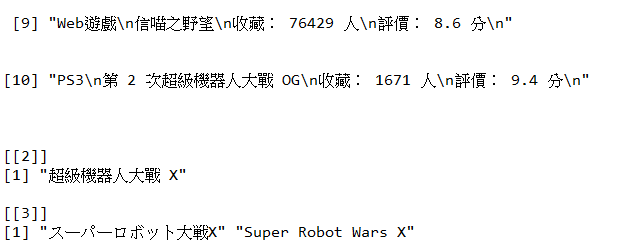 [9] "Web遊戲\n信喵之野望\n收藏： 76429 人\n評價： 8.6 分\n"
[10] "PS3\n第 2 次超級機器人大戰 OG\n收藏： 1671 人\n評價： 9.4 分\n"
[[2]]
[1] "超級機器人大戰 X"
[[3]]
[1] "スーパーロボット大戦X" "Super Robot Wars X"